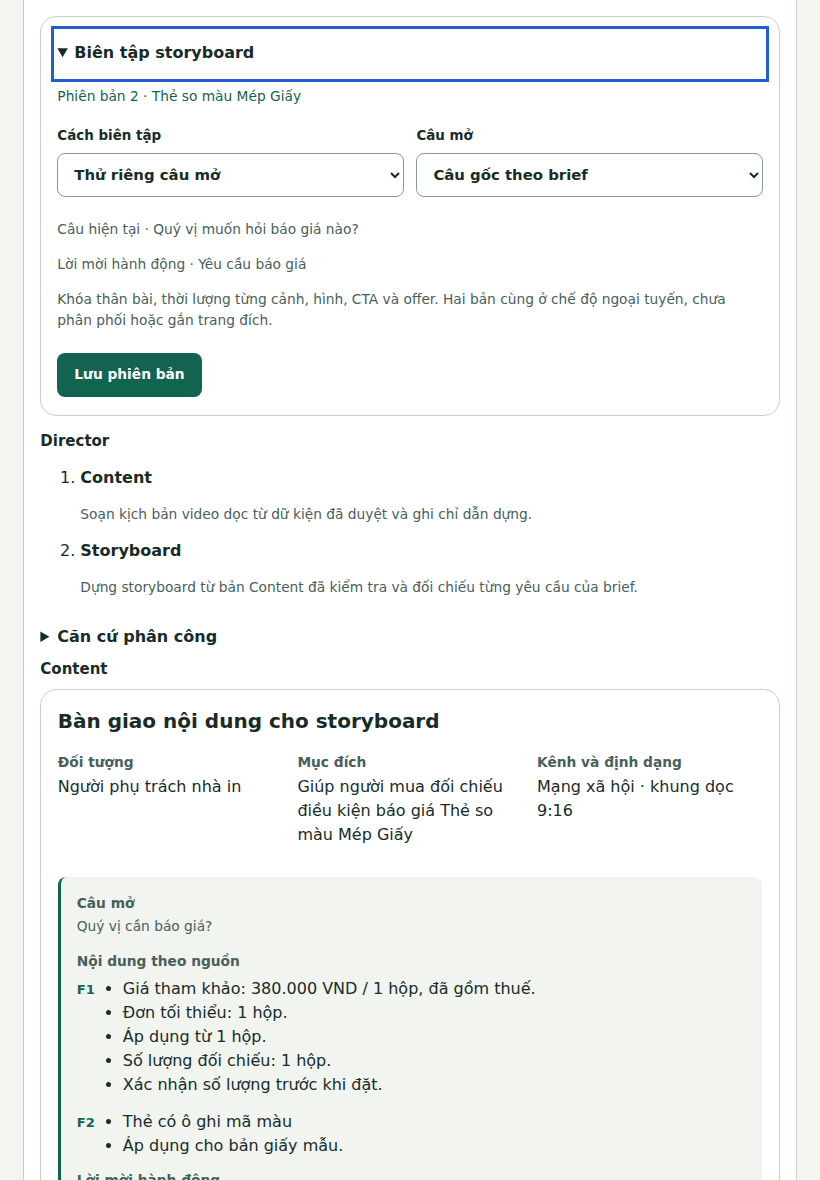 Biên tập storyboard
Phiên bản 2 · Thẻ so màu Mép Giấy
Cách biên tập
Câu mở
Thử riêng câu mở
Câu gốc theo brief
Câu hiện tại · Quý vị muốn hỏi báo giá nào?
Lời mời hành động · Yêu cầu báo giá
Khóa thân bài, thời lượng từng cảnh, hình, CTA và offer. Hai bản cùng ở chế độ ngoại tuyến, chưa
phân phối hoặc gắn trang đích.
Lưu phiên bản
Director
1. Content
Soạn kịch bản video dọc từ dữ kiện đã duyệt và ghi chỉ dẫn dựng.
2. Storyboard
Dựng storyboard từ bản Content đã kiểm tra và đối chiếu từng yêu cầu của brief.
Căn cứ phân công
Content
Bàn giao nội dung cho storyboard
Đối tượng
Người phụ trách nhà in
Mục đích
Giúp người mua đối chiếu
điều kiện báo giá Thẻ so
màu Mép Giấy
Kênh và định dạng
Mạng xã hội · khung dọc
9:16
Câu mở
Quý vị cần báo giá?
Nội dung theo nguồn
F1 • Giá tham khảo: 380.000 VND / 1 hộp, đã gồm thuế.
• Đơn tối thiểu: 1 hộp.
• Áp dụng từ 1 hộp.
• Số lượng đối chiếu: 1 hộp.
• Xác nhận số lượng trước khi đặt.
F2 • Thẻ có ô ghi mã màu
• Áp dụng cho bản giấy mẫu.
Lời mời hành động